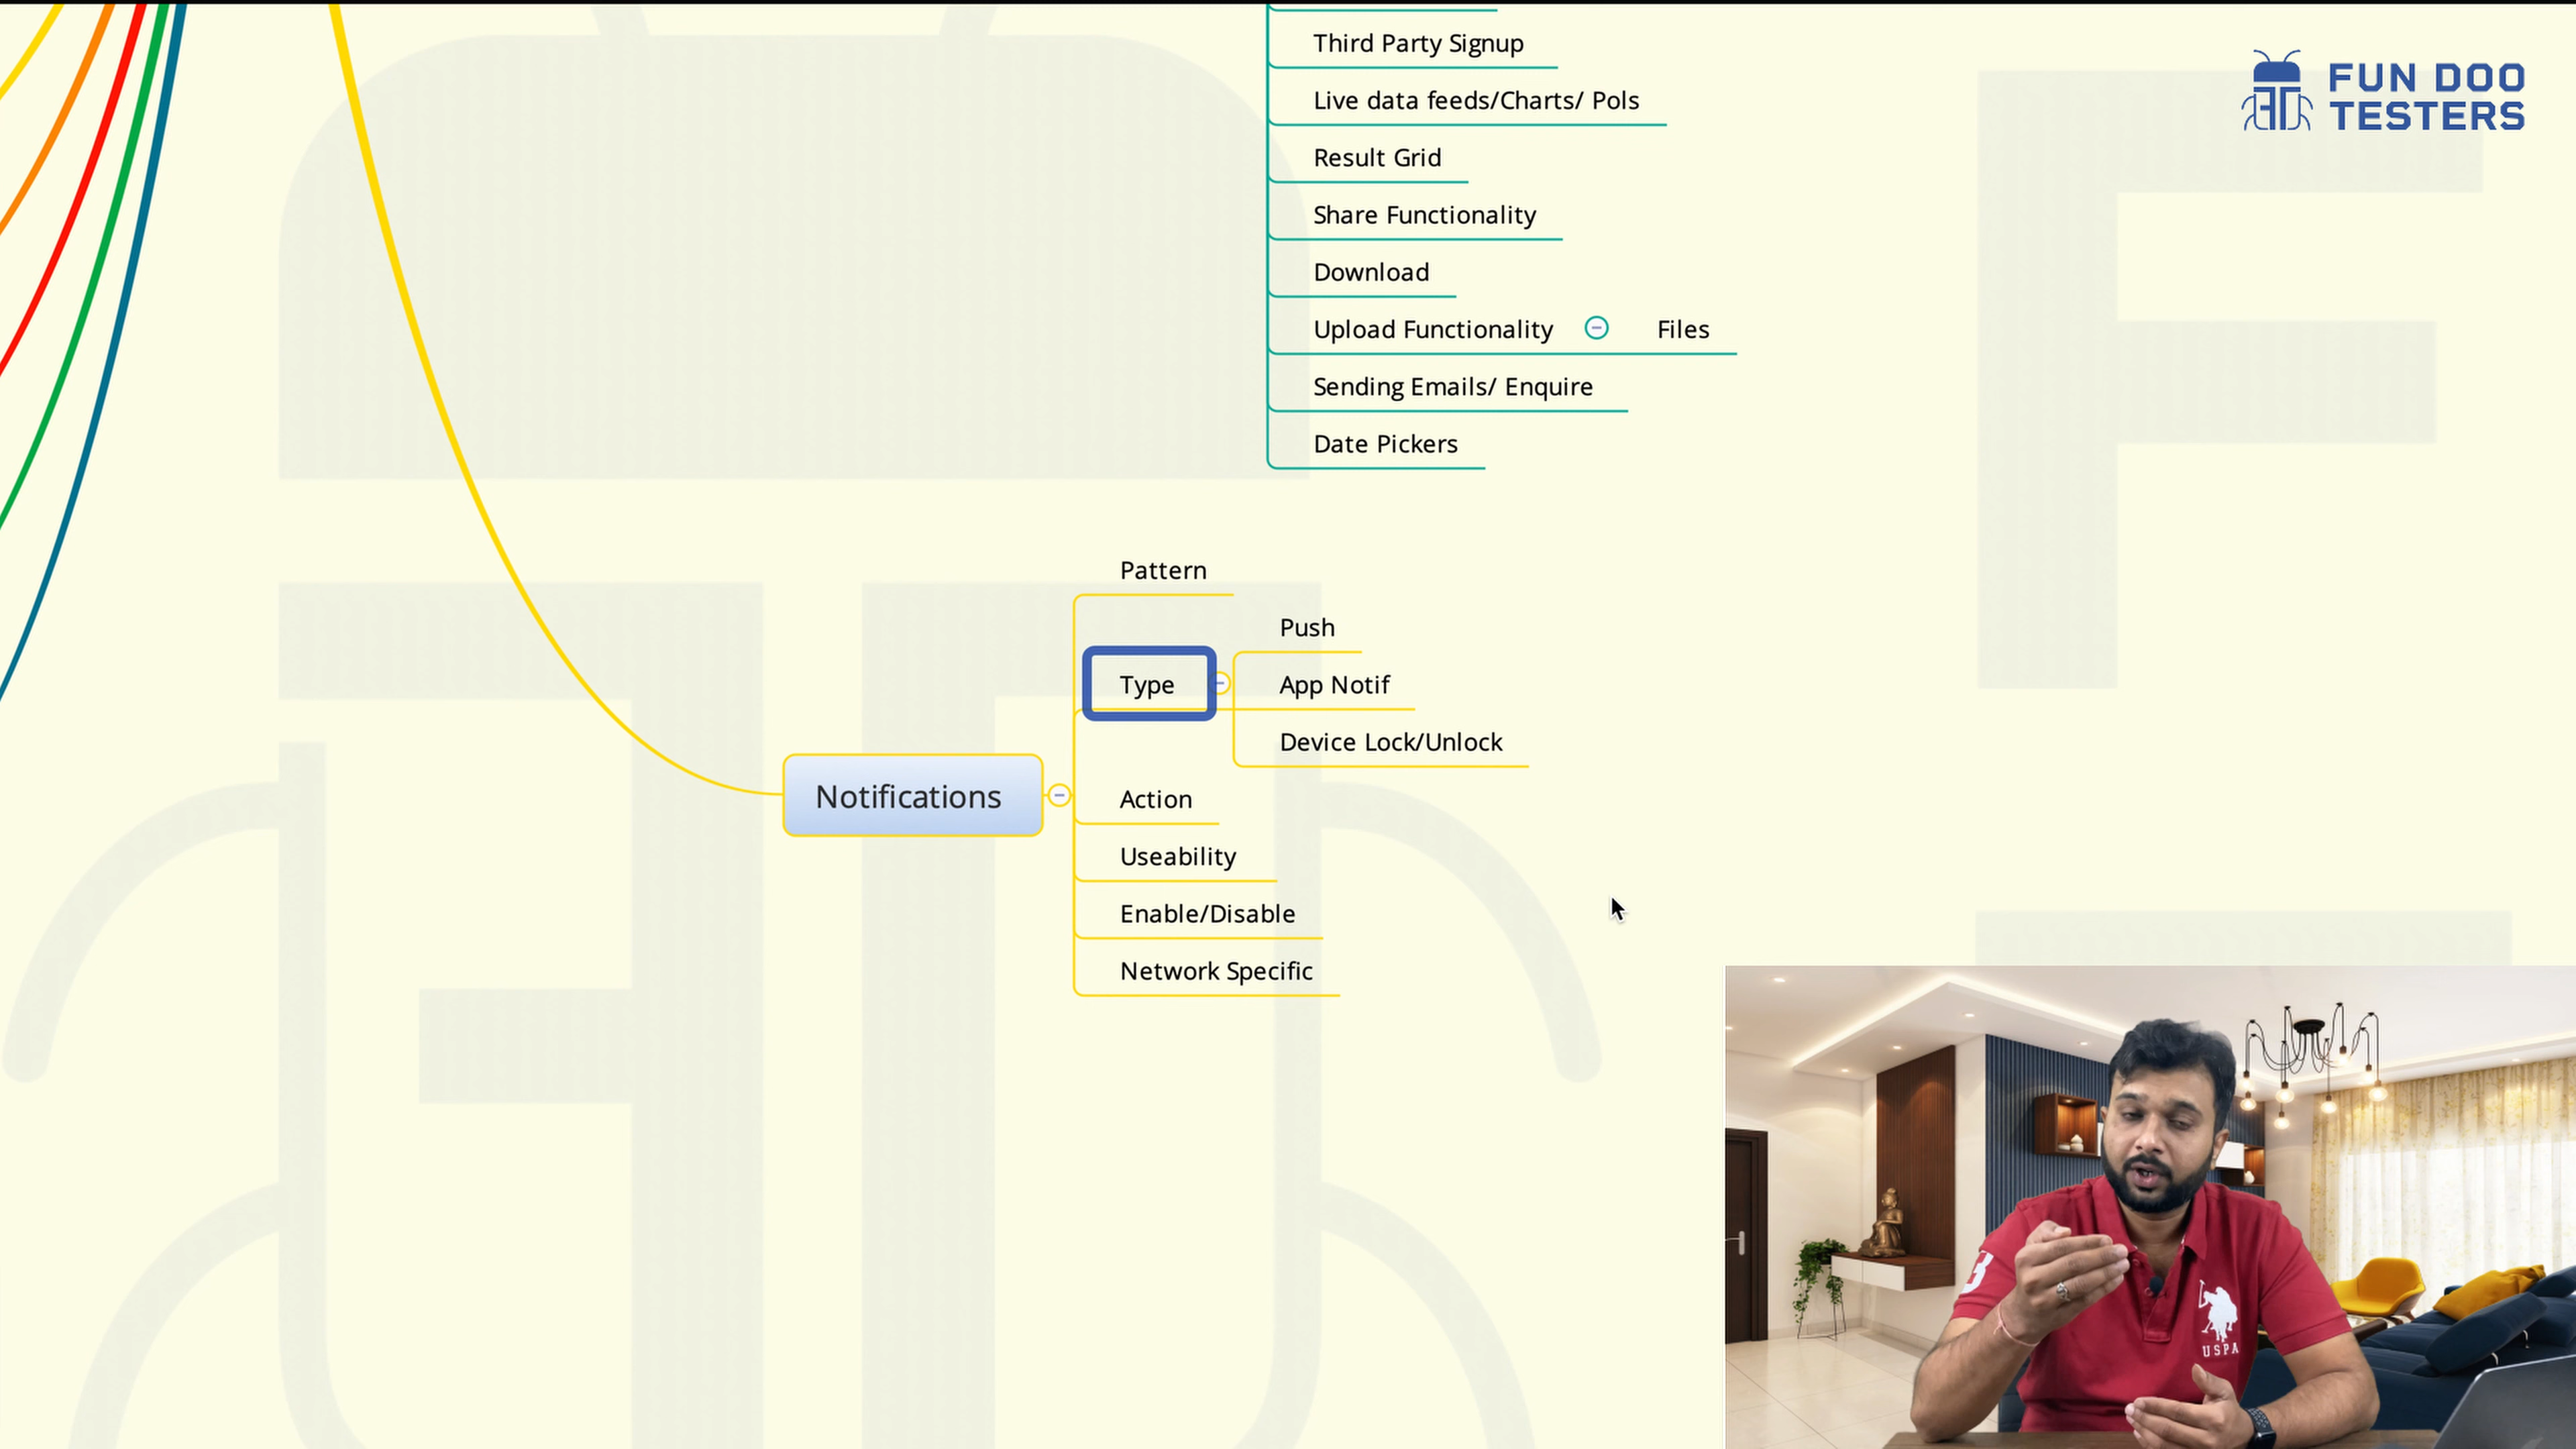 FUN DOO
TESTERS
Third Party Signup
Live data feeds/Charts/ Pols
Result Grid
Share Functionality
Download
Upload Functionality
Files
Sending Emails/ Enquire
Date Pickers
Notifications
Pattern
Type
Push
App Notif
Device Lock/Unlock
Action
Useability
Enable/Disable
Network Specific
3
USPA